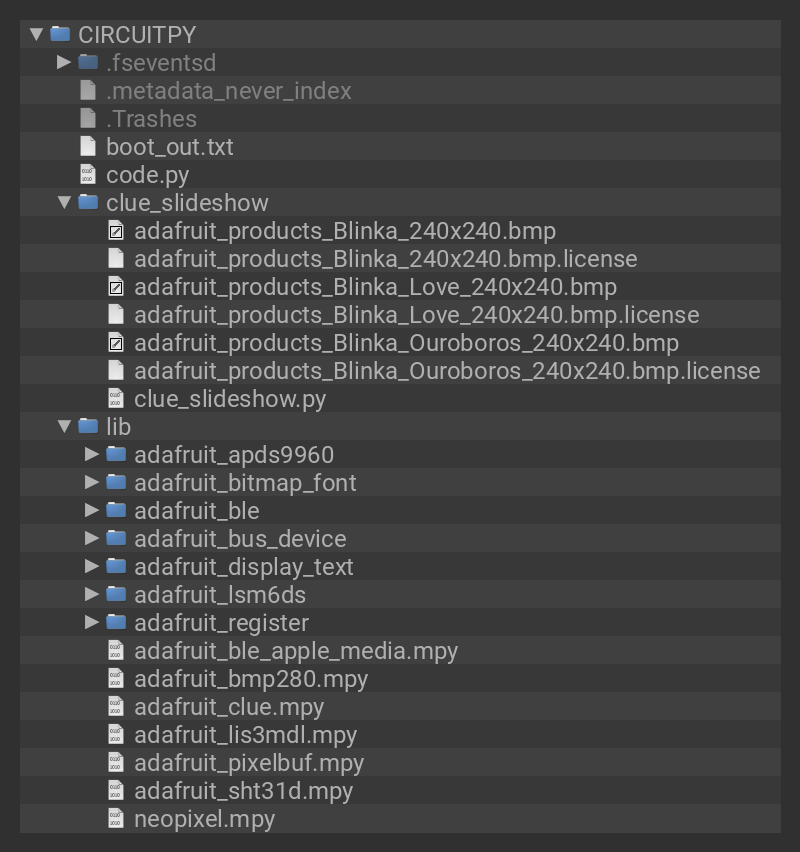 CIRCUITPY
.fseventsd
.metadata_never_index
.Trashes
boot_out.txt
code.py
clue_slideshow
adafruit_products_Blinka_240x240.bmp
adafruit_products_Blinka_240x240.bmp.license
adafruit_products_Blinka_Love_240x240.bmp
adafruit_products_Blinka_Love_240x240.bmp.license
adafruit_products_Blinka_Ouroboros_240x240.bmp
adafruit_products_Blinka_Ouroboros_240x240.bmp.license
clue_slideshow.py
lib
adafruit_apds9960
adafruit_bitmap_font
adafruit_ble
adafruit_bus_device
adafruit_display_text
adafruit_lsm6ds
adafruit_register
adafruit_ble_apple_media.mpy
adafruit_bmp280.mpy
adafruit_clue.mpy
adafruit_lis3mdl.mpy
adafruit_pixelbuf.mpy
adafruit_sht31d.mpy
neopixel.mpy